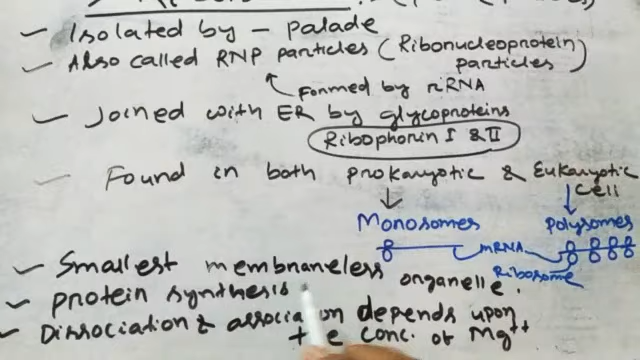 ✓ Isolated by - Palade
✓ Also called RNP particles (Ribonucleoprotein particles)
Formed by rRNA
✓ Joined with ER by glycoproteins
Ribophorin I & II
✓ Found in both prokaryotic & Eukaryotic cell
Monosomes Polysomes
mRNA
Ribosome
✓ Smallest membraneless organelle.
✓ Protein synthesis
✓ Dissociation & association depends upon
conc. of Mg++